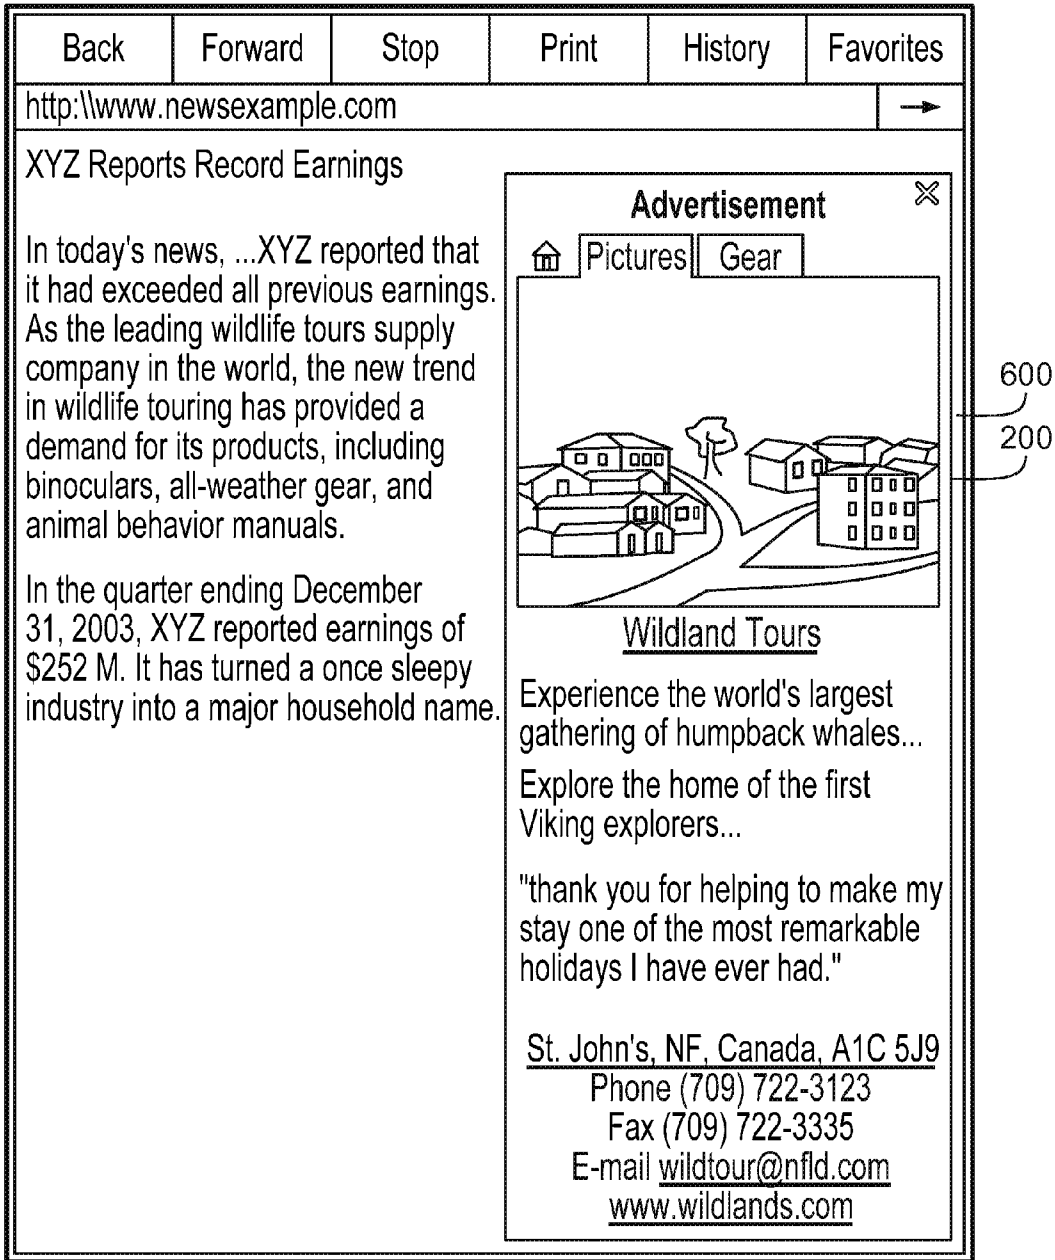 Back Forward Stop Print History Favorites
http:\\www.newsexample.com
XYZ Reports Record Earnings
In today's news, ...XYZ reported that
it had exceeded all previous earnings.
As the leading wildlife tours supply
company in the world, the new trend
in wildlife touring has provided a
demand for its products, including
binoculars, all-weather gear, and
animal behavior manuals.
In the quarter ending December
31, 2003, XYZ reported earnings of
$252 M. It has turned a once sleepy
industry into a major household name.
Advertisement
Pictures Gear
Wildland Tours
Experience the world's largest
gathering of humpback whales...
Explore the home of the first
Viking explorers...
"thank you for helping to make my
stay one of the most remarkable
holidays I have ever had."
St. John's, NF, Canada, A1C 5J9
Phone (709) 722-3123
Fax (709) 722-3335
E-mail wildtour@nfld.com
www.wildlands.com
600
200